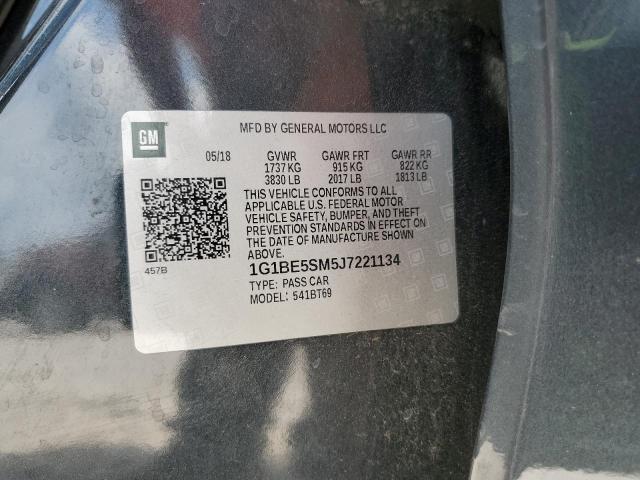 GM
MFD BY GENERAL MOTORS LLC
05/18 GVWR GAWR FRT GAWR RR
1737 KG 915 KG 822 KG
3830 LB 2017 LB 1813 LB
THIS VEHICLE CONFORMS TO ALL
APPLICABLE U.S. FEDERAL MOTOR
VEHICLE SAFETY, BUMPER, AND THEFT
PREVENTION STANDARDS IN EFFECT ON
THE DATE OF MANUFACTURE SHOWN
ABOVE.
457B
1G1BE5SM5J7221134
TYPE: PASS CAR
MODEL: 541BT69